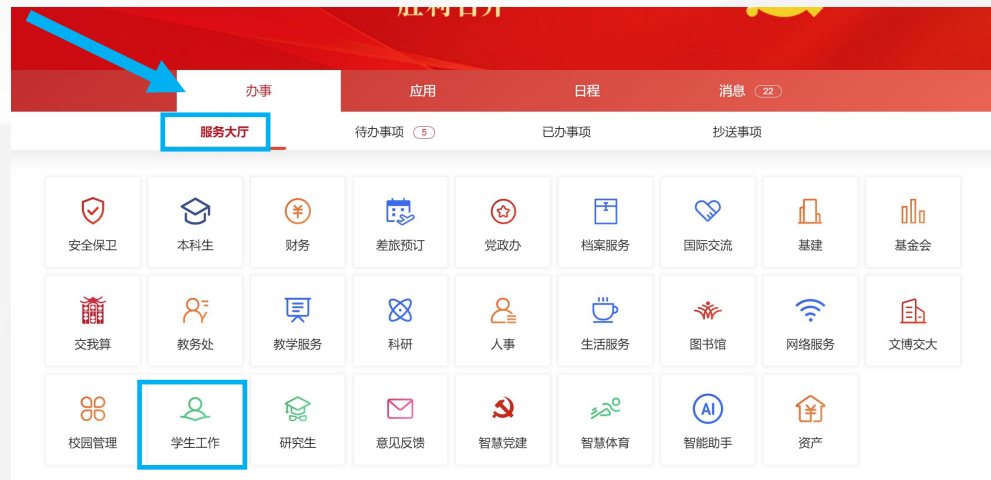 胜利召开
办事 应用 日程 消息 22
服务大厅 待办事项 5 已办事项 抄送事项
安全保卫 本科生 财务 差旅预订 党政办 档案服务 国际交流 基建 基金会
交我算 教务处 教学服务 科研 人事 生活服务 图书馆 网络服务 文博交大
AI
校园管理 学生工作 研究生 意见反馈 智慧党建 智慧体育 智能助手 资产